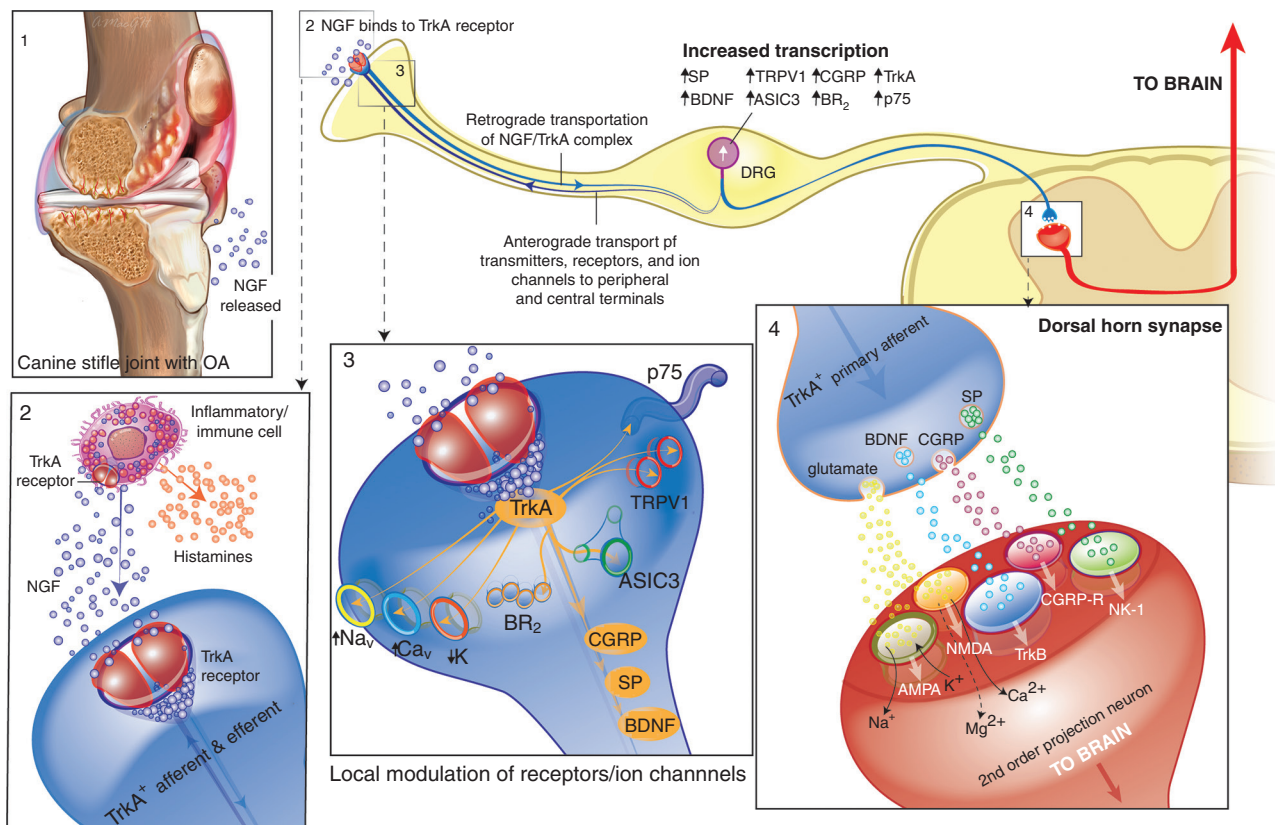 1
NGF
released
Canine stifle joint with OA
2 NGF binds to TrkA receptor
3
Retrograde transportation
of NGF/TrkA complex
Increased transcription
↑SP ↑TRPV1 ↑CGRP ↑TrkA
↑BDNF ↑ASIC3 ↑BR₂ ↑p75
↑
DRG
Anterograde transport pf
transmitters, receptors, and ion
channels to peripheral
and central terminals
TO BRAIN
4
2
Inflammatory/
immune cell
TrkA
receptor
Histamines
NGF
TrkA
receptor
TrkA⁺ afferent & efferent
3
p75
TrkA
TRPV1
ASIC3
BR₂
↑Naᵥ
↑Caᵥ
↓K
CGRP
SP
BDNF
Local modulation of receptors/ion channnels
4
Dorsal horn synapse
TrkA⁺ primary afferent
SP
BDNF
CGRP
glutamate
CGRP-R
NK-1
NMDA
TrkB
AMPA
K⁺
Na⁺
Ca²⁺
Mg²⁺
2nd order projection neuron
TO BRAIN